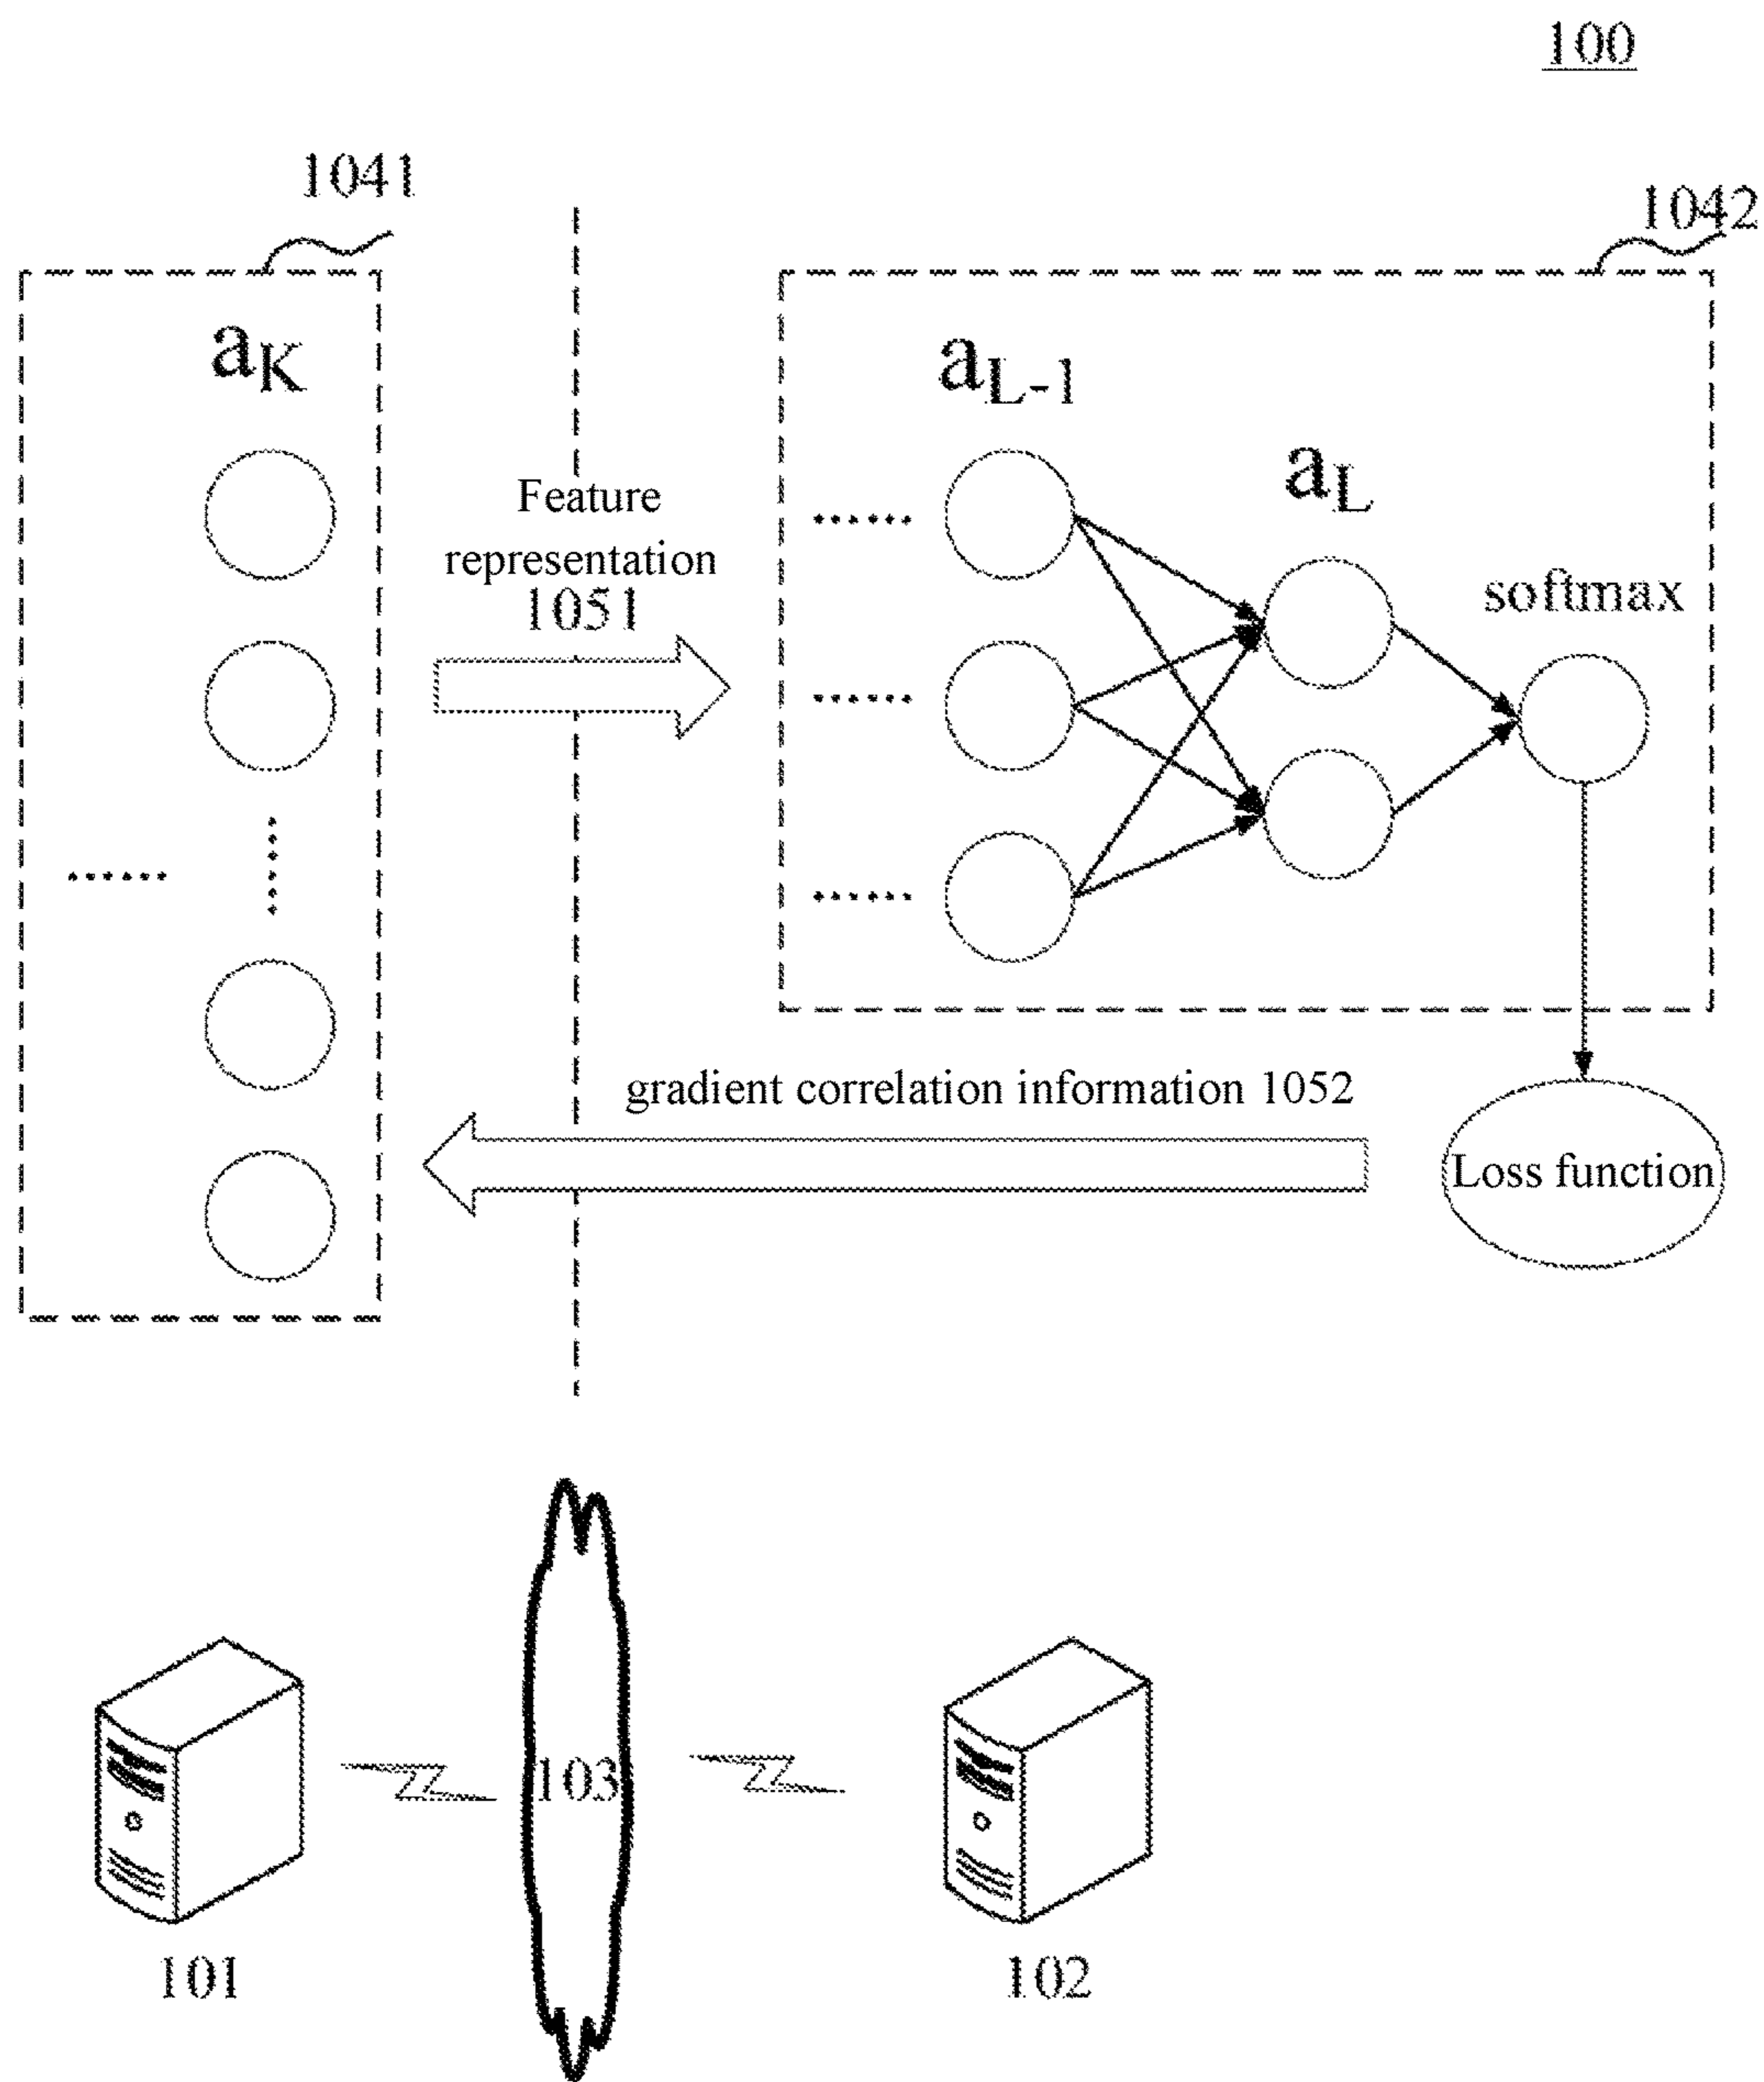 100
1041
1042
aK
aL-1
aL
Feature
representation
1051
softmax
gradient correlation information 1052
Loss function
103
101
102